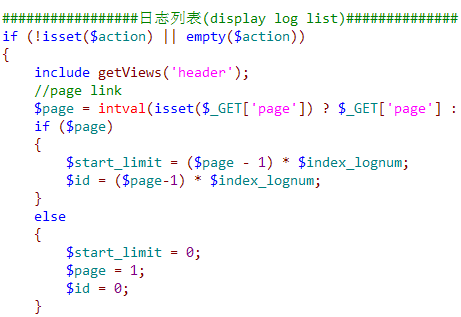 #################日志列表(display log list)##############
if (!isset($action) || empty($action))
{
    include getViews('header');
    //page link
    $page = intval(isset($_GET['page']) ? $_GET['page'] :
    if ($page)
    {
        $start_limit = ($page - 1) * $index_lognum;
        $id = ($page-1) * $index_lognum;
    }
    else
    {
        $start_limit = 0;
        $page = 1;
        $id = 0;
    }